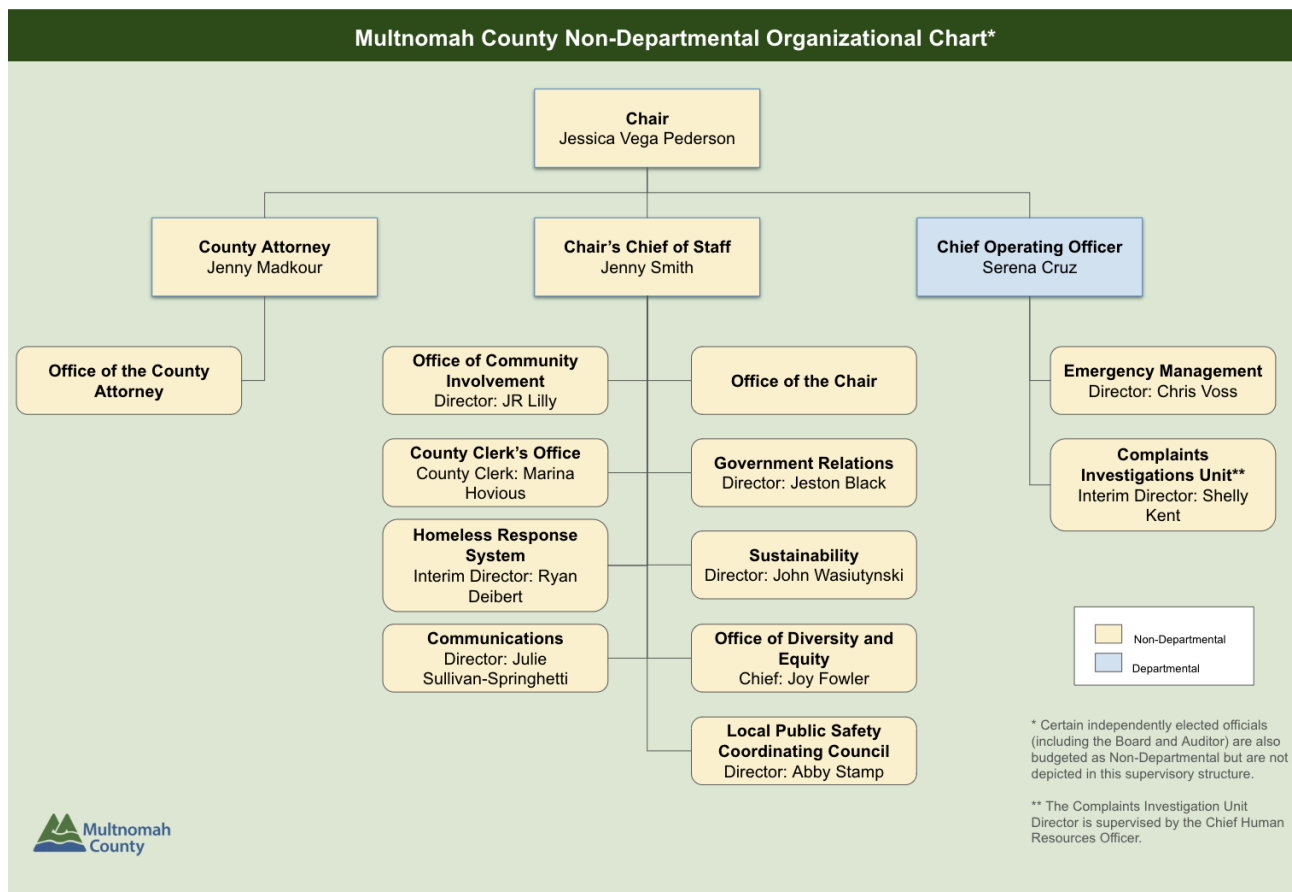 Multnomah County Non-Departmental Organizational Chart*
Chair
Jessica Vega Pederson
County Attorney
Jenny Madkour
Chair's Chief of Staff
Jenny Smith
Chief Operating Officer
Serena Cruz
Office of the County
Attorney
Office of Community
Involvement
Director: JR Lilly
Office of the Chair
Emergency Management
Director: Chris Voss
County Clerk's Office
County Clerk: Marina
Hovious
Government Relations
Director: Jeston Black
Complaints
Investigations Unit**
Interim Director: Shelly
Kent
Homeless Response
System
Interim Director: Ryan
Deibert
Sustainability
Director: John Wasiutynski
Communications
Director: Julie
Sullivan-Springhetti
Office of Diversity and
Equity
Chief: Joy Fowler
Local Public Safety
Coordinating Council
Director: Abby Stamp
Non-Departmental
Departmental
* Certain independently elected officials
(including the Board and Auditor) are also
budgeted as Non-Departmental but are not
depicted in this supervisory structure.
** The Complaints Investigation Unit
Director is supervised by the Chief Human
Resources Officer.
Multnomah
County